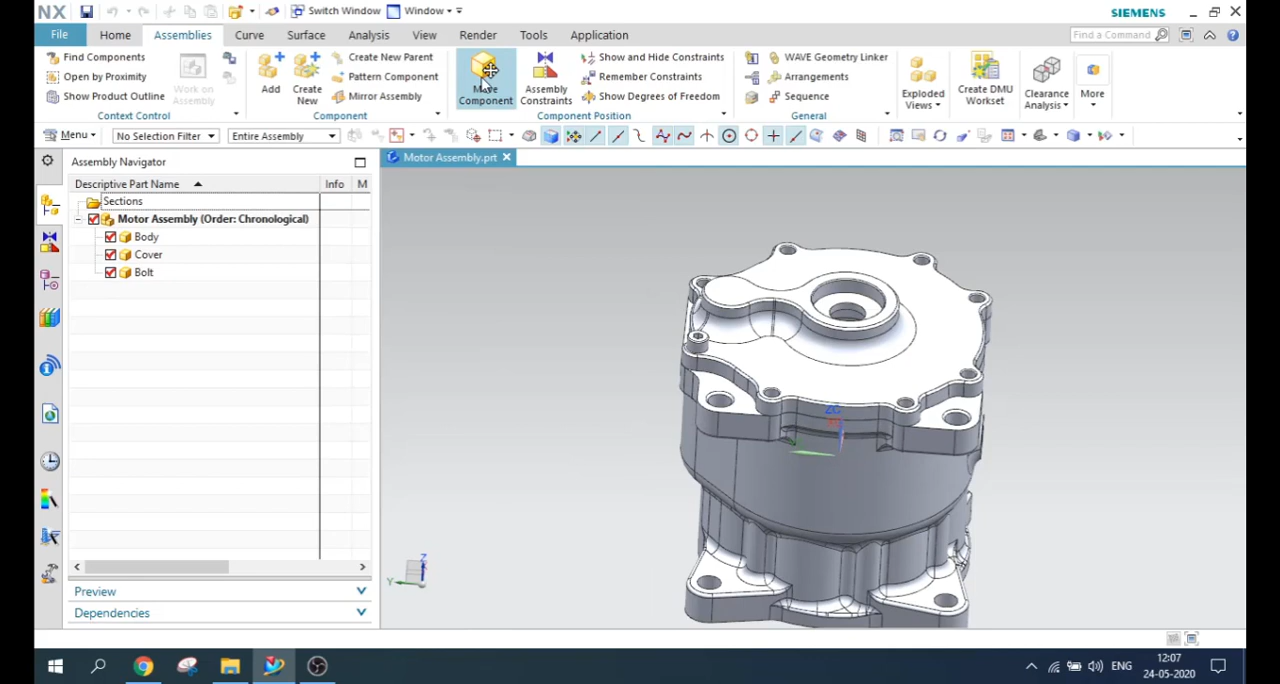 NX Switch Window Window SIEMENS
File Home Assemblies Curve Surface Analysis View Render Tools Application Find a Command
Find Components
Open by Proximity
Show Product Outline
Work on Assembly
Context Control
Add
Create New
Create New Parent
Pattern Component
Mirror Assembly
Component
Move Component
Assembly Constraints
Show and Hide Constraints
Remember Constraints
Show Degrees of Freedom
Component Position
WAVE Geometry Linker
Arrangements
Sequence
General
Exploded Views
Create DMU Workset
Clearance Analysis
More
Menu No Selection Filter Entire Assembly
Assembly Navigator
Motor Assembly.prt
Descriptive Part Name Info M
Sections
Motor Assembly (Order: Chronological)
Body
Cover
Bolt
ZC
Z
Y
Preview
Dependencies
ENG
12:07
24-05-2020